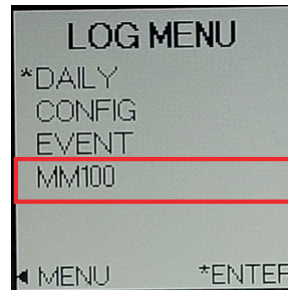 LOG MENU
*DAILY
CONFIG
EVENT
MM100
◄ MENU *ENTER